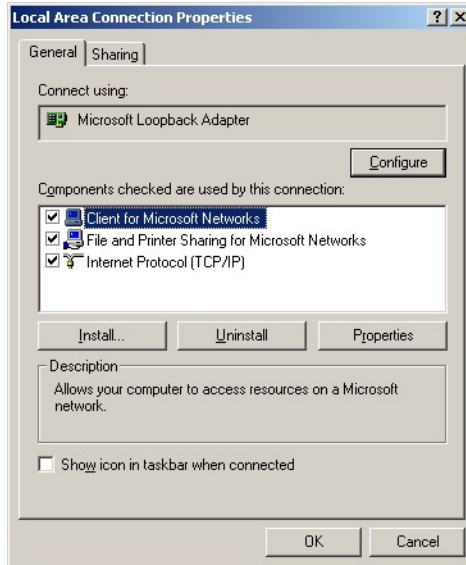 Local Area Connection Properties
General
Sharing
Connect using:
Microsoft Loopback Adapter
Configure
Components checked are used by this connection:
Client for Microsoft Networks
File and Printer Sharing for Microsoft Networks
Internet Protocol (TCP/IP)
Install...
Uninstall
Properties
Description
Allows your computer to access resources on a Microsoft
network.
Show icon in taskbar when connected
OK
Cancel